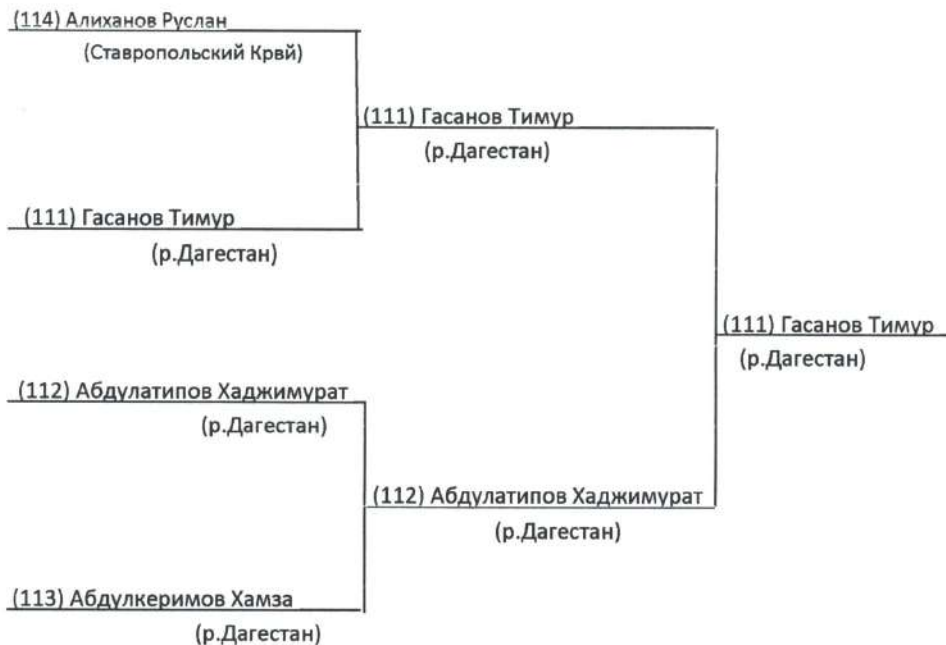 (114) Алиханов Руслан
(Ставропольский Крвй)
(111) Гасанов Тимур
(р.Дагестан)
(111) Гасанов Тимур
(р.Дагестан)
(111) Гасанов Тимур
(р.Дагестан)
(112) Абдулатипов Хаджимурат
(р.Дагестан)
(112) Абдулатипов Хаджимурат
(р.Дагестан)
(113) Абдулкеримов Хамза
(р.Дагестан)